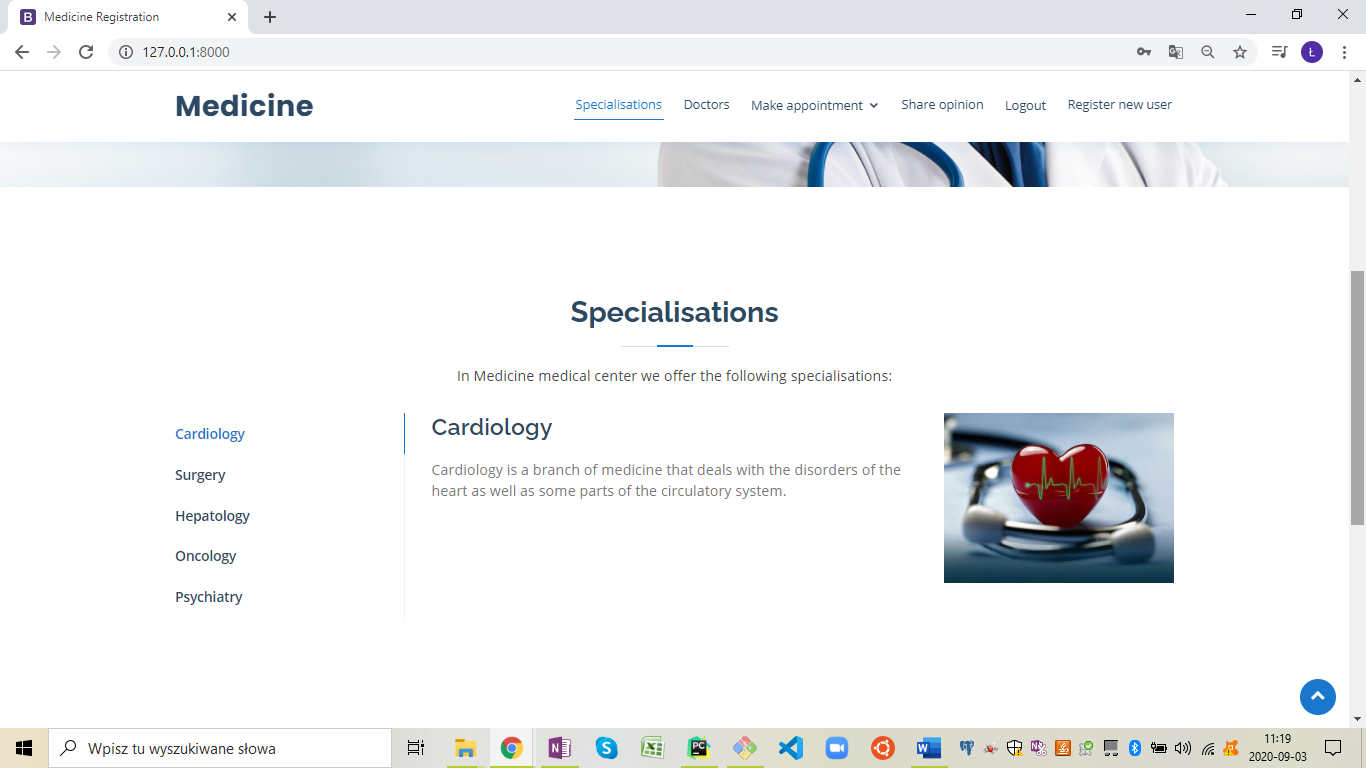 Medicine Registration
127.0.0.1:8000
Ł
Medicine
Specialisations
Doctors
Make appointment
Share opinion
Logout
Register new user
Specialisations
In Medicine medical center we offer the following specialisations:
Cardiology
Surgery
Hepatology
Oncology
Psychiatry
Cardiology
Cardiology is a branch of medicine that deals with the disorders of the
heart as well as some parts of the circulatory system.
Wpisz tu wyszukiwane słowa
11:19
2020-09-03